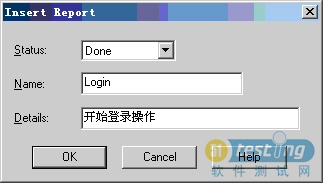 Insert Report
Status: Done
Name: Login
Details: 开始登录操作
OK Cancel Help
51testing
软件测试网